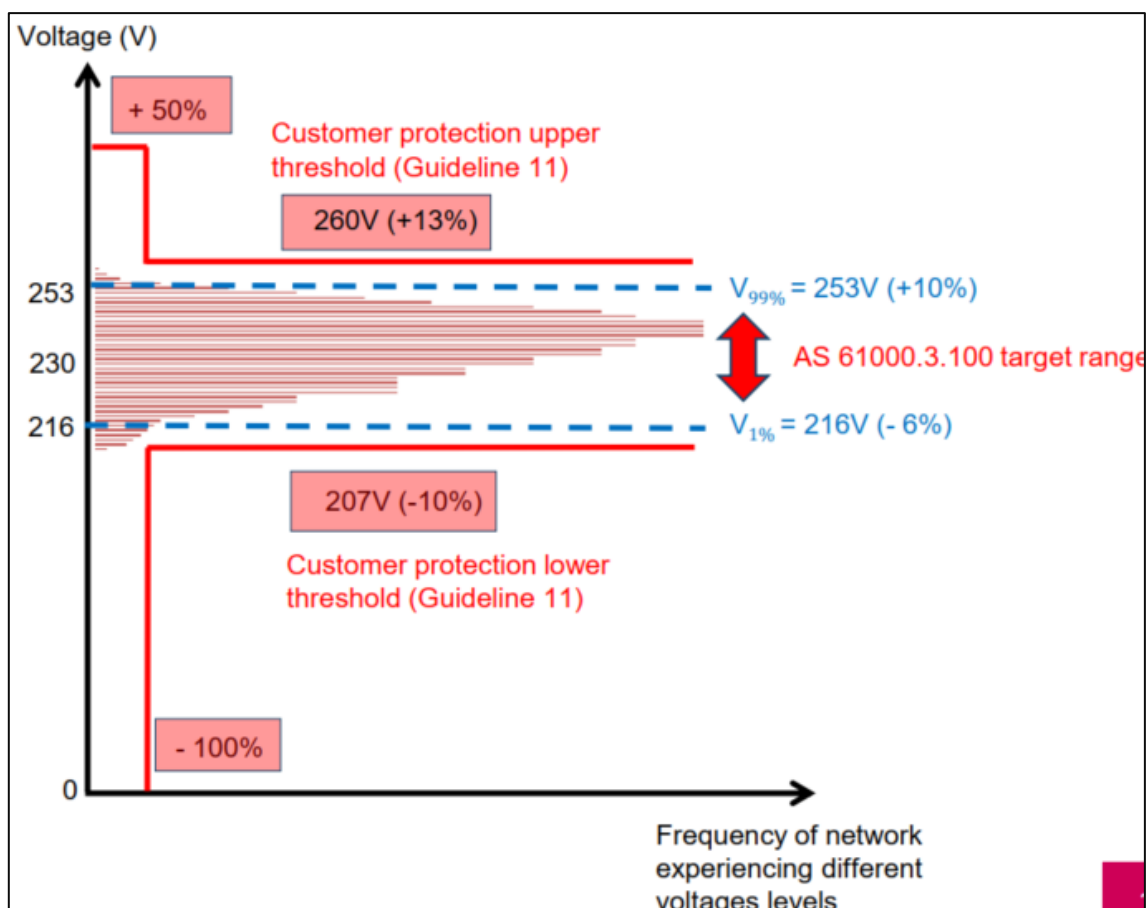 Voltage (V)
+ 50%
Customer protection upper
threshold (Guideline 11)
260V (+13%)
253
V99% = 253V (+10%)
230
AS 61000.3.100 target range
216
V1% = 216V (- 6%)
207V (-10%)
Customer protection lower
threshold (Guideline 11)
- 100%
0
Frequency of network
experiencing different
voltages levels